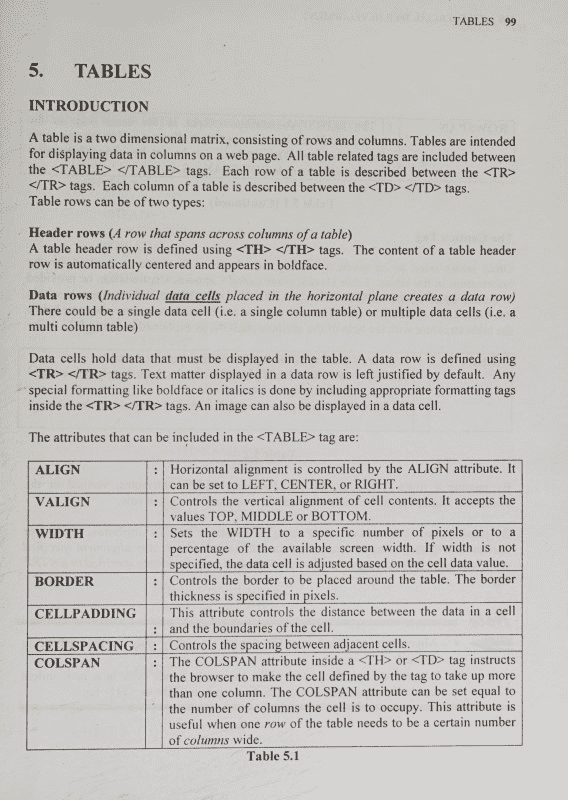 TABLES 99
5. TABLES
INTRODUCTION
A table is a two dimensional matrix, consisting of rows and columns. Tables are intended
for displaying data in columns on a web page. All table related tags are included between
the <TABLE> </TABLE> tags. Each row of a table is described between the <TR>
</TR> tags. Each column of a table is described between the <TD> </TD> tags.
Table rows can be of two types:
Header rows (A row that spans across columns of a table)
A table header row is defined using <TH> </TH> tags. The content of a table header
row is automatically centered and appears in boldface.
Data rows (Individual data cells placed in the horizontal plane creates a data row)
There could be a single data cell (i.e. a single column table) or multiple data cells (i.e. a
multi column table)
Data cells hold data that must be displayed in the table. A data row is defined using
<TR> </TR> tags. Text matter displayed in a data row is left justified by default. Any
special formatting like boldface or italics is done by including appropriate formatting tags
inside the <TR> </TR> tags. An image can also be displayed in a data cell.
The attributes that can be included in the <TABLE> tag are:
ALIGN : Horizontal alignment is controlled by the ALIGN attribute. It
can be set to LEFT, CENTER, or RIGHT.
VALIGN : Controls the vertical alignment of cell contents. It accepts the
values TOP, MIDDLE or BOTTOM.
WIDTH : Sets the WIDTH to a specific number of pixels or to a
percentage of the available screen width. If width is not
specified, the data cell is adjusted based on the cell data value.
BORDER : Controls the border to be placed around the table. The border
thickness is specified in pixels.
CELLPADDING This attribute controls the distance between the data in a cell
: and the boundaries of the cell.
CELLSPACING : Controls the spacing between adjacent cells.
COLSPAN : The COLSPAN attribute inside a <TH> or <TD> tag instructs
the browser to make the cell defined by the tag to take up more
than one column. The COLSPAN attribute can be set equal to
the number of columns the cell is to occupy. This attribute is
useful when one row of the table needs to be a certain number
of columns wide.
Table 5.1